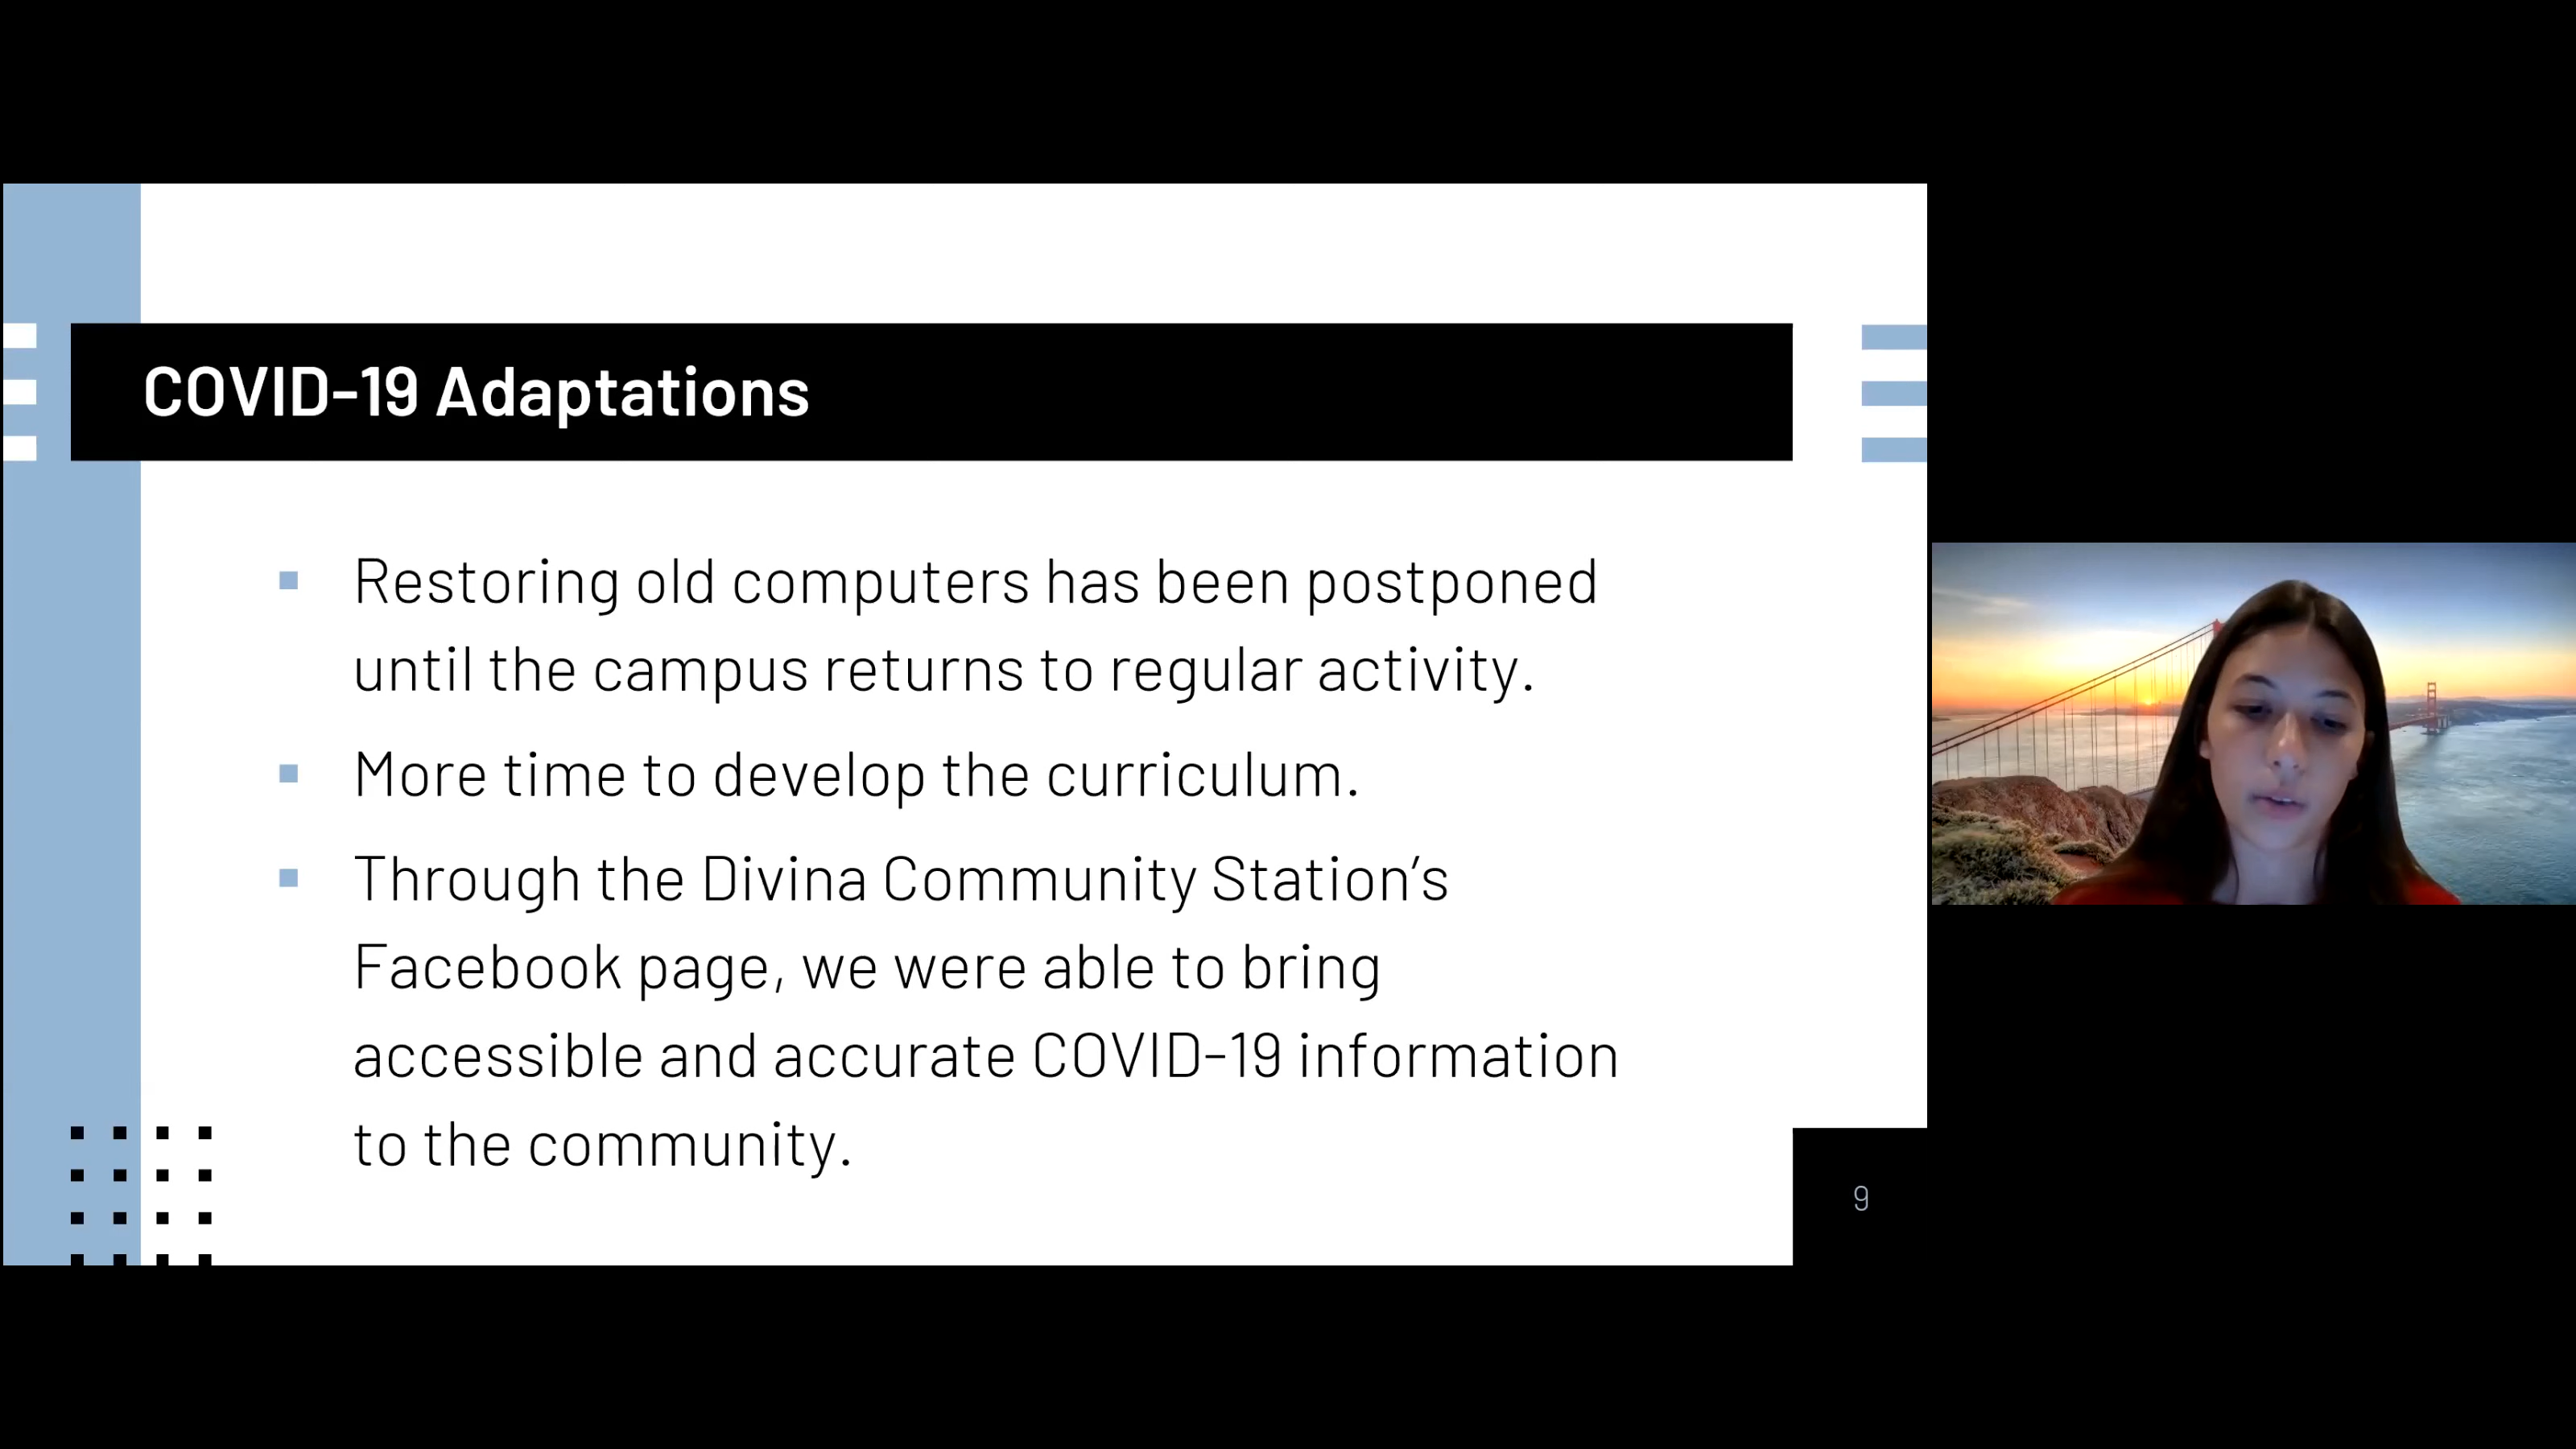 COVID-19 Adaptations
Restoring old computers has been postponed
until the campus returns to regular activity.
More time to develop the curriculum.
Through the Divina Community Station’s
Facebook page, we were able to bring
accessible and accurate COVID-19 information
to the community.
9